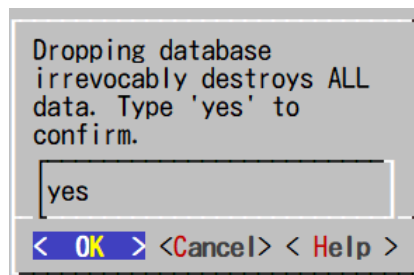 Dropping database
irrevocably destroys ALL
data. Type 'yes' to
confirm.
yes
< OK > <Cancel> < Help >